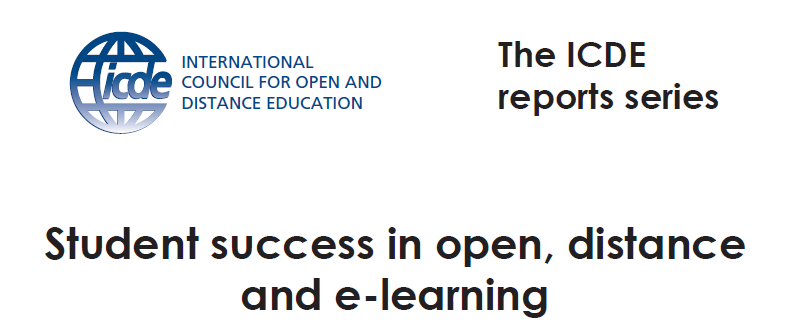 icde
INTERNATIONAL
COUNCIL FOR OPEN AND
DISTANCE EDUCATION
The ICDE
reports series
Student success in open, distance
and e-learning